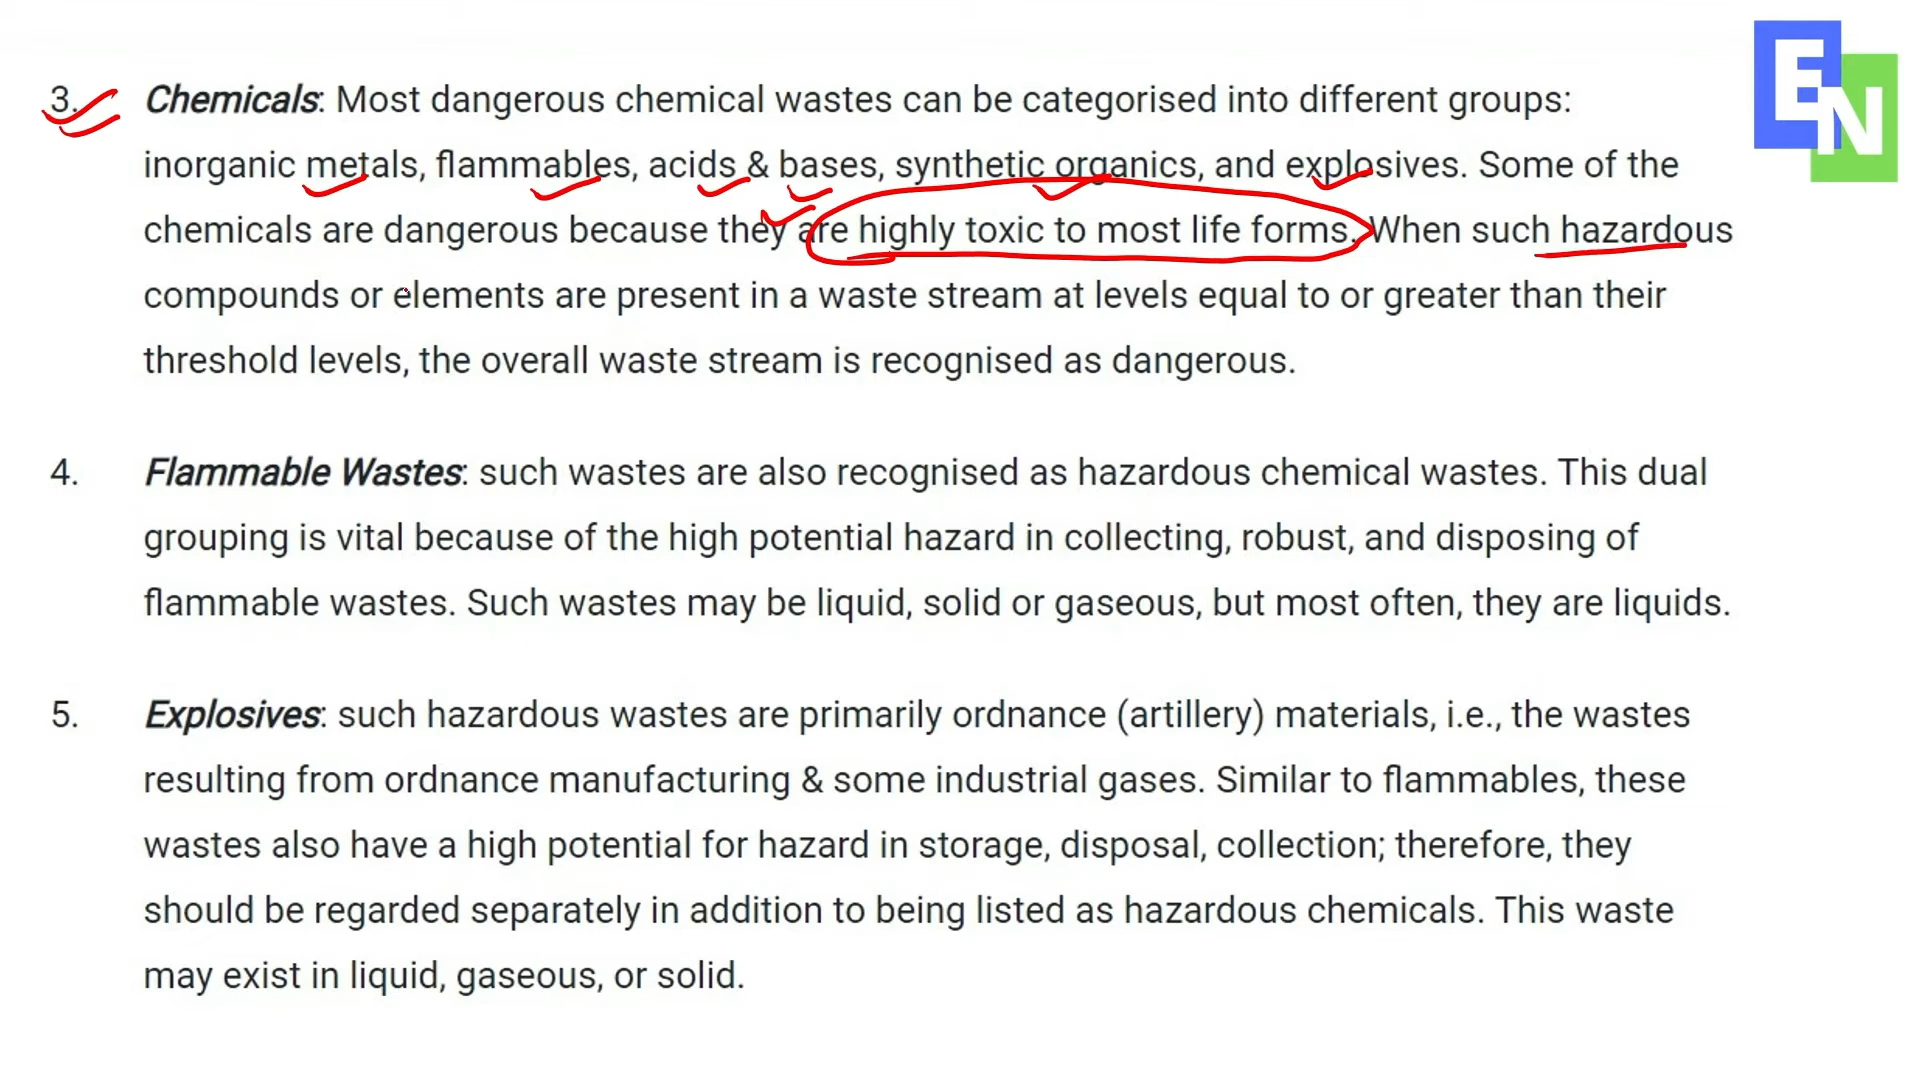 3. Chemicals: Most dangerous chemical wastes can be categorised into different groups:
inorganic metals, flammables, acids & bases, synthetic organics, and explosives. Some of the
chemicals are dangerous because they are highly toxic to most life forms. When such hazardous
compounds or elements are present in a waste stream at levels equal to or greater than their
threshold levels, the overall waste stream is recognised as dangerous.
4. Flammable Wastes: such wastes are also recognised as hazardous chemical wastes. This dual
grouping is vital because of the high potential hazard in collecting, robust, and disposing of
flammable wastes. Such wastes may be liquid, solid or gaseous, but most often, they are liquids.
5. Explosives: such hazardous wastes are primarily ordnance (artillery) materials, i.e., the wastes
resulting from ordnance manufacturing & some industrial gases. Similar to flammables, these
wastes also have a high potential for hazard in storage, disposal, collection; therefore, they
should be regarded separately in addition to being listed as hazardous chemicals. This waste
may exist in liquid, gaseous, or solid.
EN